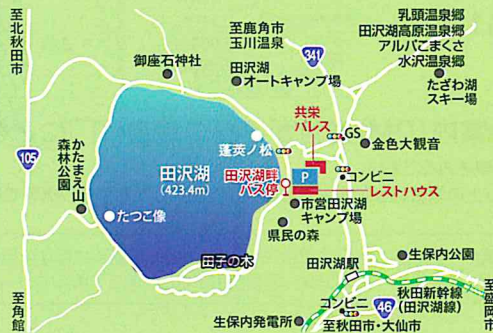 至北秋田市
御座石神社
至鹿角市
玉川温泉
341
乳頭温泉郷
田沢湖高原温泉郷
アルパこまくさ
水沢温泉郷
たざわ湖
スキー場
田沢湖
オートキャンプ場
共栄
パレス
GS
金色大観音
蓬莱ノ松
105
かたまえ山
森林公園
田沢湖
(423.4m)
田沢湖畔
バス停
P
コンビニ
レストハウス
市営田沢湖
キャンプ場
県民の森
たつこ像
田子の木
田沢湖駅
生保内公園
秋田新幹線
(田沢湖線)
コンビニ
46
至角館
生保内発電所
至秋田市・大仙市
至盛岡市